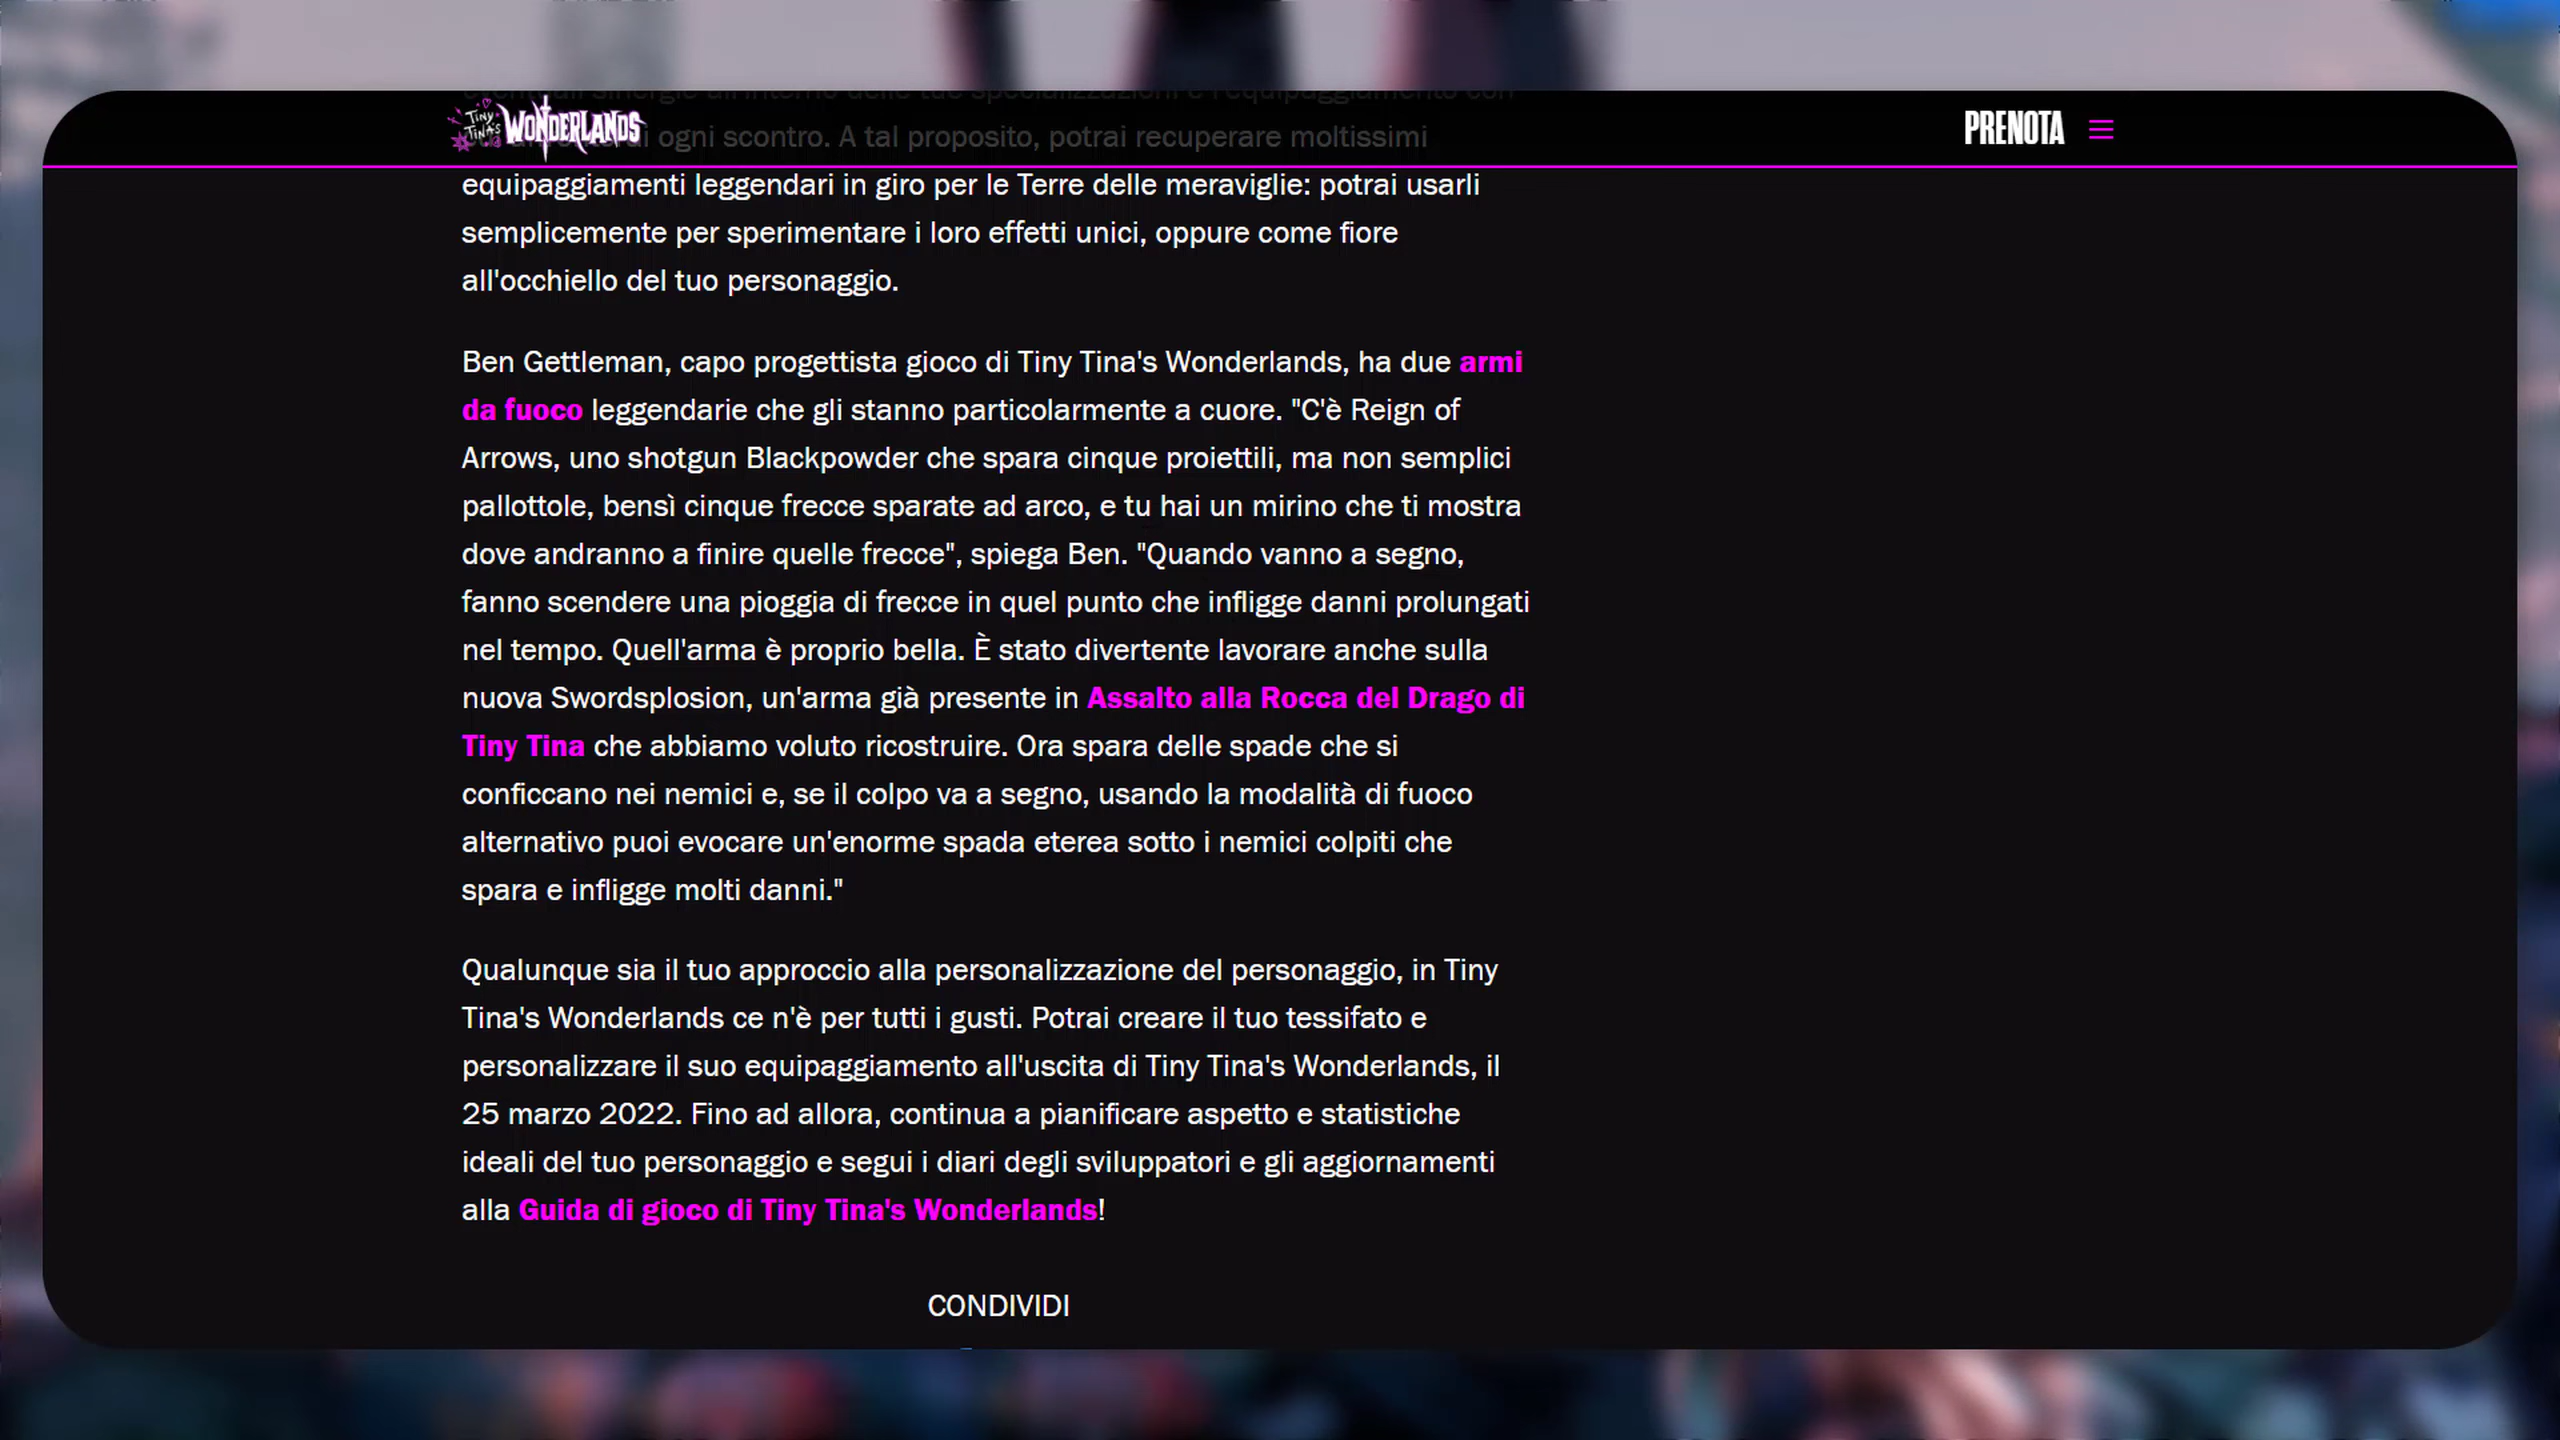 eventuali sinergie all'interno delle tue specializzazioni e l'equipaggiamento con
TINY TINA'S WONDERLANDS
PRENOTA
di ogni scontro. A tal proposito, potrai recuperare moltissimi
equipaggiamenti leggendari in giro per le Terre delle meraviglie: potrai usarli
semplicemente per sperimentare i loro effetti unici, oppure come fiore
all'occhiello del tuo personaggio.
Ben Gettleman, capo progettista gioco di Tiny Tina's Wonderlands, ha due armi
da fuoco leggendarie che gli stanno particolarmente a cuore. "C'è Reign of
Arrows, uno shotgun Blackpowder che spara cinque proiettili, ma non semplici
pallottole, bensì cinque frecce sparate ad arco, e tu hai un mirino che ti mostra
dove andranno a finire quelle frecce", spiega Ben. "Quando vanno a segno,
fanno scendere una pioggia di frecce in quel punto che infligge danni prolungati
nel tempo. Quell'arma è proprio bella. È stato divertente lavorare anche sulla
nuova Swordsplosion, un'arma già presente in Assalto alla Rocca del Drago di
Tiny Tina che abbiamo voluto ricostruire. Ora spara delle spade che si
conficcano nei nemici e, se il colpo va a segno, usando la modalità di fuoco
alternativo puoi evocare un'enorme spada eterea sotto i nemici colpiti che
spara e infligge molti danni."
Qualunque sia il tuo approccio alla personalizzazione del personaggio, in Tiny
Tina's Wonderlands ce n'è per tutti i gusti. Potrai creare il tuo tessifato e
personalizzare il suo equipaggiamento all'uscita di Tiny Tina's Wonderlands, il
25 marzo 2022. Fino ad allora, continua a pianificare aspetto e statistiche
ideali del tuo personaggio e segui i diari degli sviluppatori e gli aggiornamenti
alla Guida di gioco di Tiny Tina's Wonderlands!
CONDIVIDI